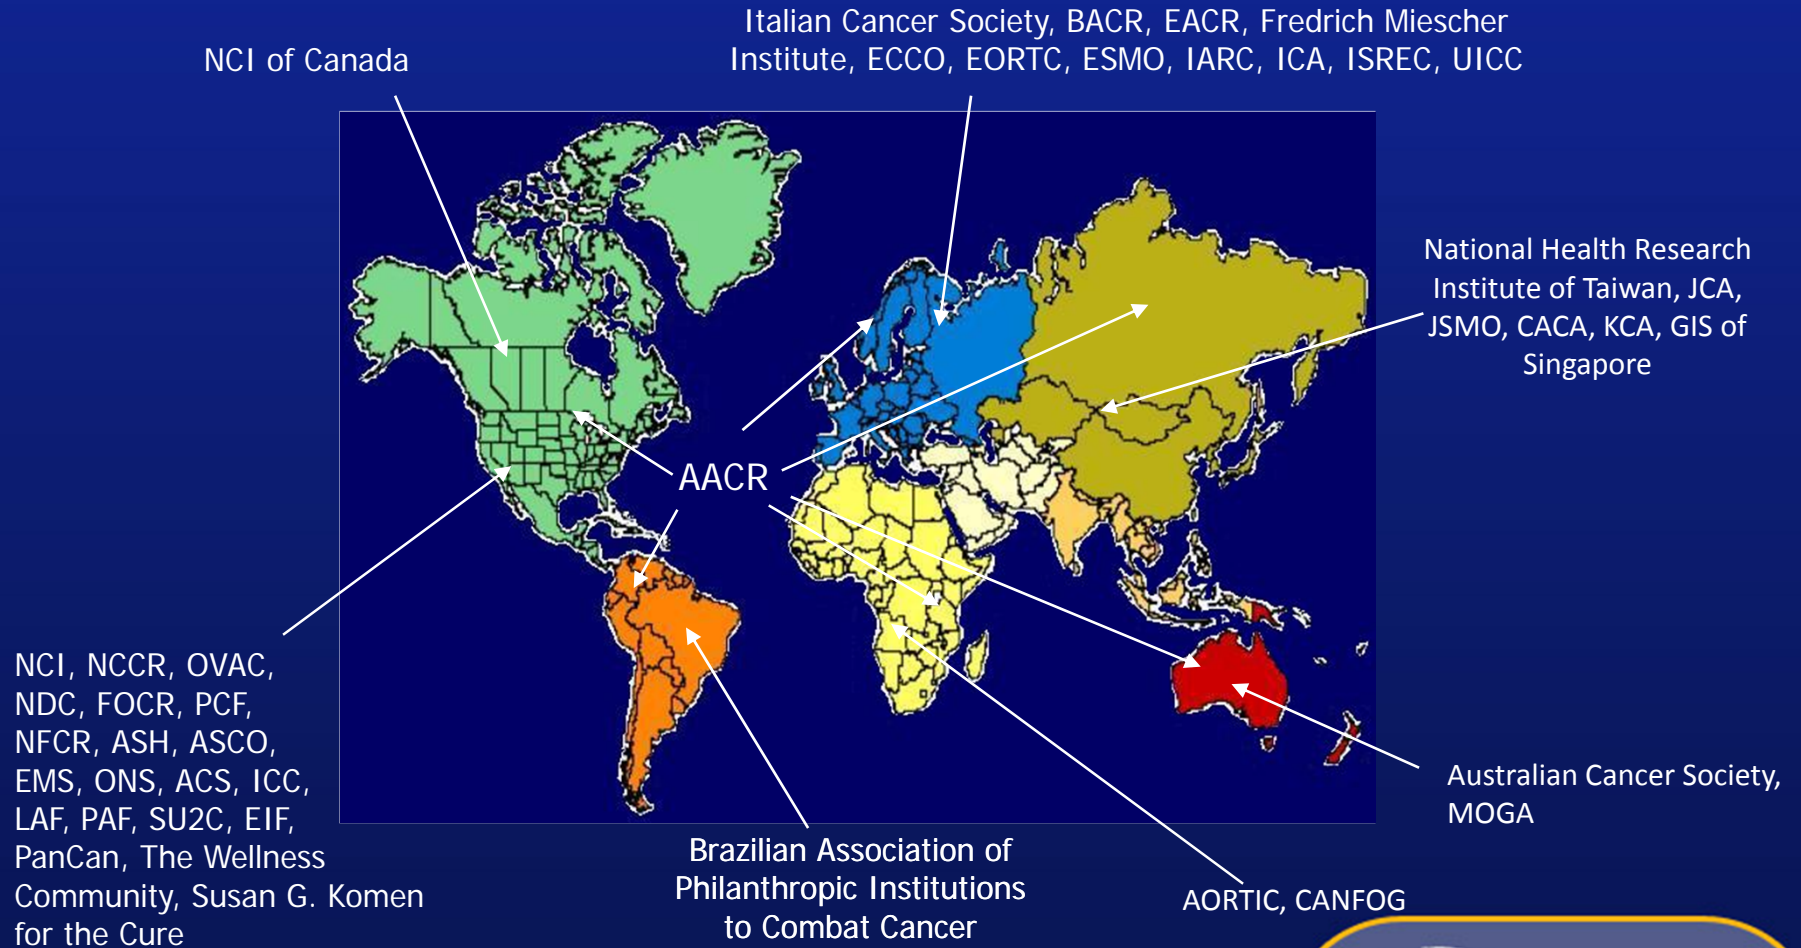 Italian Cancer Society, BACR, EACR, Fredrich Miescher
Institute, ECCO, EORTC, ESMO, IARC, ICA, ISREC, UICC
NCI of Canada
National Health Research
Institute of Taiwan, JCA,
JSMO, CACA, KCA, GIS of
Singapore
AACR
NCI, NCCR, OVAC,
NDC, FOCR, PCF,
NFCR, ASH, ASCO,
EMS, ONS, ACS, ICC,
LAF, PAF, SU2C, EIF,
PanCan, The Wellness
Community, Susan G. Komen
for the Cure
Brazilian Association of
Philanthropic Institutions
to Combat Cancer
AORTIC, CANFOG
Australian Cancer Society,
MOGA